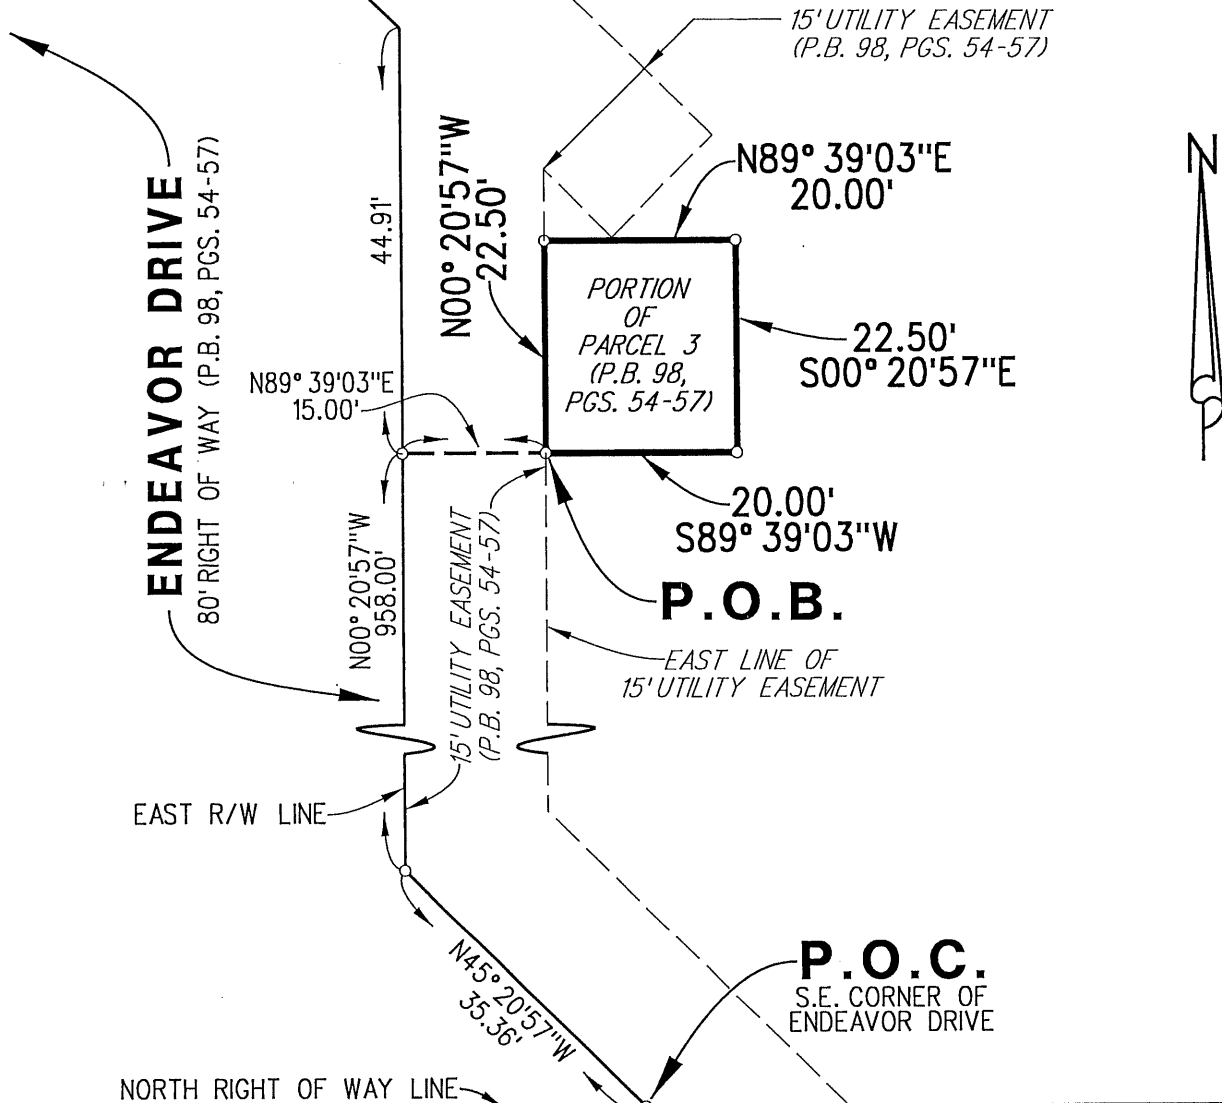 15' UTILITY EASEMENT
(P.B. 98, PGS. 54-57)
N
N89° 39'03"E
20.00'
N00° 20'57"W
22.50'
44.91'
ENDEAVOR DRIVE
80' RIGHT OF WAY (P.B. 98, PGS. 54-57)
PORTION
OF
PARCEL 3
(P.B. 98,
PGS. 54-57)
22.50'
S00° 20'57"E
N89° 39'03"E
15.00'
20.00'
S89° 39'03"W
N00° 20'57"W
958.00'
15' UTILITY EASEMENT
(P.B. 98, PGS. 54-57)
P.O.B.
EAST LINE OF
15' UTILITY EASEMENT
EAST R/W LINE
N45° 20'57"W
35.36'
P.O.C.
S.E. CORNER OF
ENDEAVOR DRIVE
NORTH RIGHT OF WAY LINE